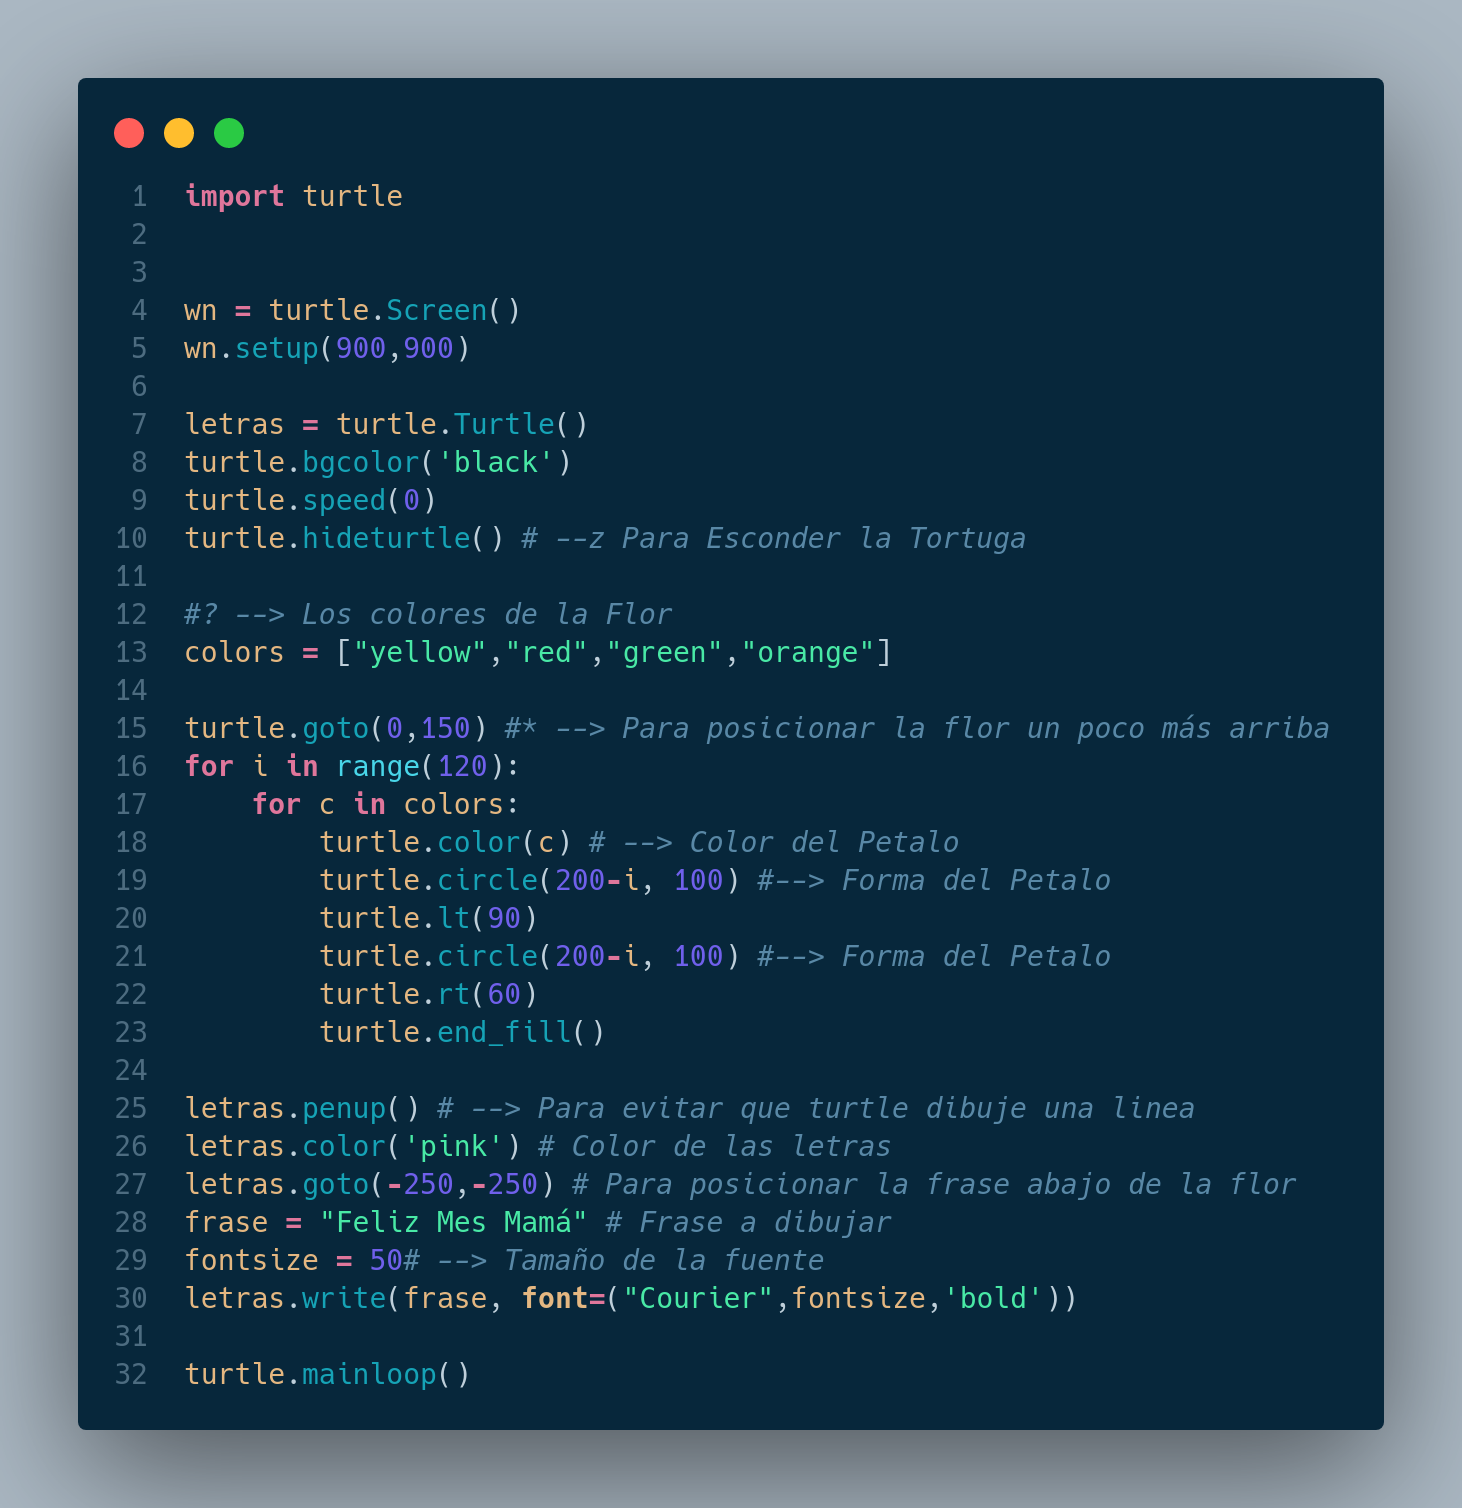 1 import turtle
2
3
4 wn = turtle.Screen()
5 wn.setup(900,900)
6
7 letras = turtle.Turtle()
8 turtle.bgcolor('black')
9 turtle.speed(0)
10 turtle.hideturtle() # --z Para Esconder la Tortuga
11
12 #? --> Los colores de la Flor
13 colors = ["yellow","red","green","orange"]
14
15 turtle.goto(0,150) #* --> Para posicionar la flor un poco más arriba
16 for i in range(120):
17     for c in colors:
18         turtle.color(c) # --> Color del Petalo
19         turtle.circle(200-i, 100) #--> Forma del Petalo
20         turtle.lt(90)
21         turtle.circle(200-i, 100) #--> Forma del Petalo
22         turtle.rt(60)
23         turtle.end_fill()
24
25 letras.penup() # --> Para evitar que turtle dibuje una linea
26 letras.color('pink') # Color de las letras
27 letras.goto(-250,-250) # Para posicionar la frase abajo de la flor
28 frase = "Feliz Mes Mamá" # Frase a dibujar
29 fontsize = 50# --> Tamaño de la fuente
30 letras.write(frase, font=("Courier",fontsize,'bold'))
31
32 turtle.mainloop()